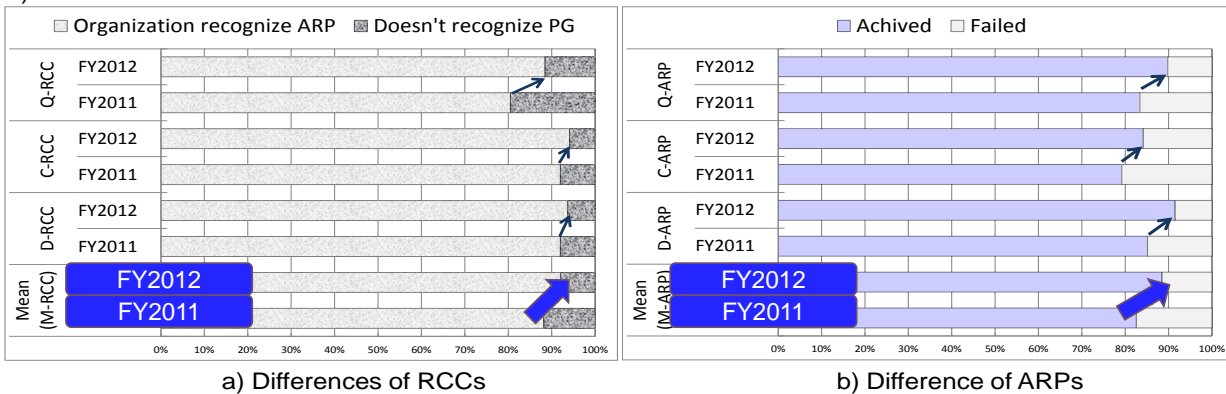 Organization recognize ARP Doesn't recognize PG
Q-RCC
FY2012
FY2011
C-RCC
FY2012
FY2011
D-RCC
FY2012
FY2011
Mean
(M-RCC)
FY2012
FY2011
0% 10% 20% 30% 40% 50% 60% 70% 80% 90% 100%
a) Differences of RCCs
Achived Failed
Q-ARP
FY2012
FY2011
C-ARP
FY2012
FY2011
D-ARP
FY2012
FY2011
Mean
(M-ARP)
FY2012
FY2011
0% 10% 20% 30% 40% 50% 60% 70% 80% 90% 100%
b) Difference of ARPs